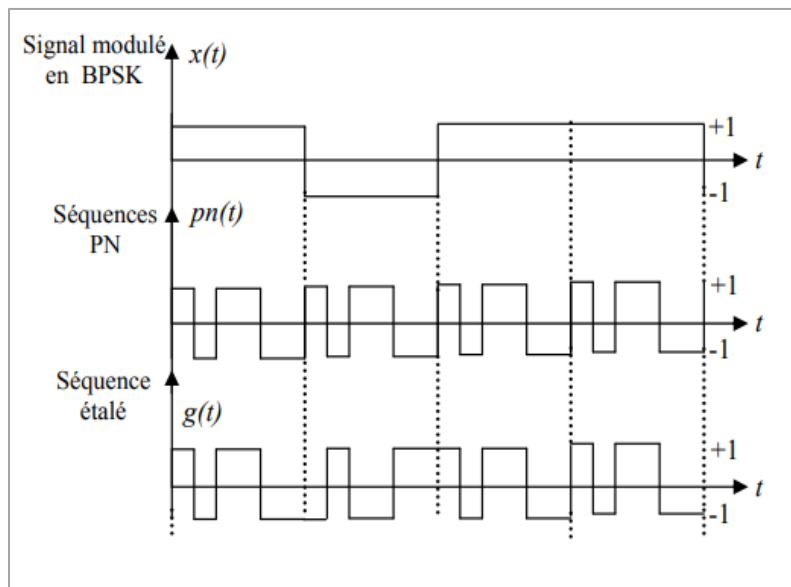 Signal modulé
en BPSK
x(t)
+1
t
-1
Séquences
PN
pn(t)
+1
t
-1
Séquence
étalé
g(t)
+1
t
-1